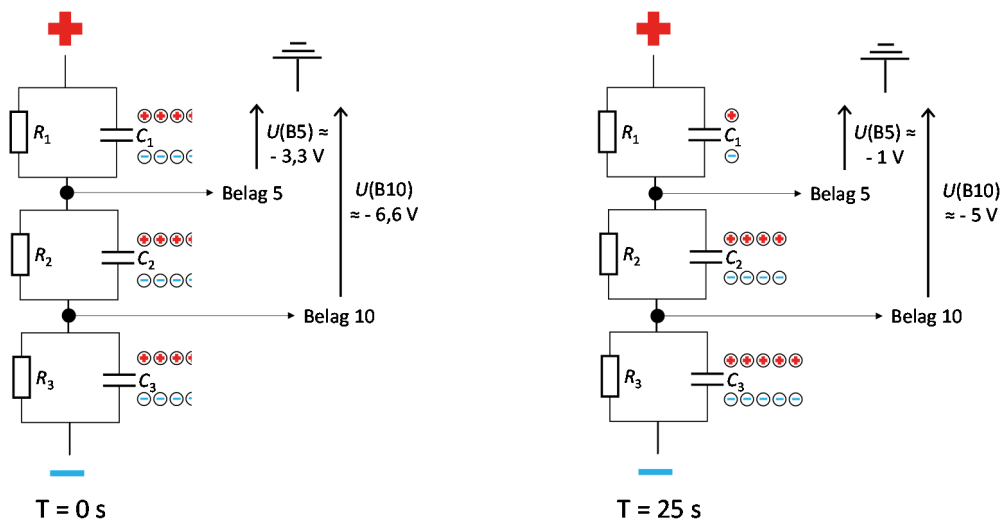 R1
C1
U(B5) ≈
- 3,3 V
U(B10)
≈ - 6,6 V
Belag 5
R2
C2
Belag 10
R3
C3
T = 0 s
R1
C1
U(B5) ≈
- 1 V
U(B10)
≈ - 5 V
Belag 5
R2
C2
Belag 10
R3
C3
T = 25 s